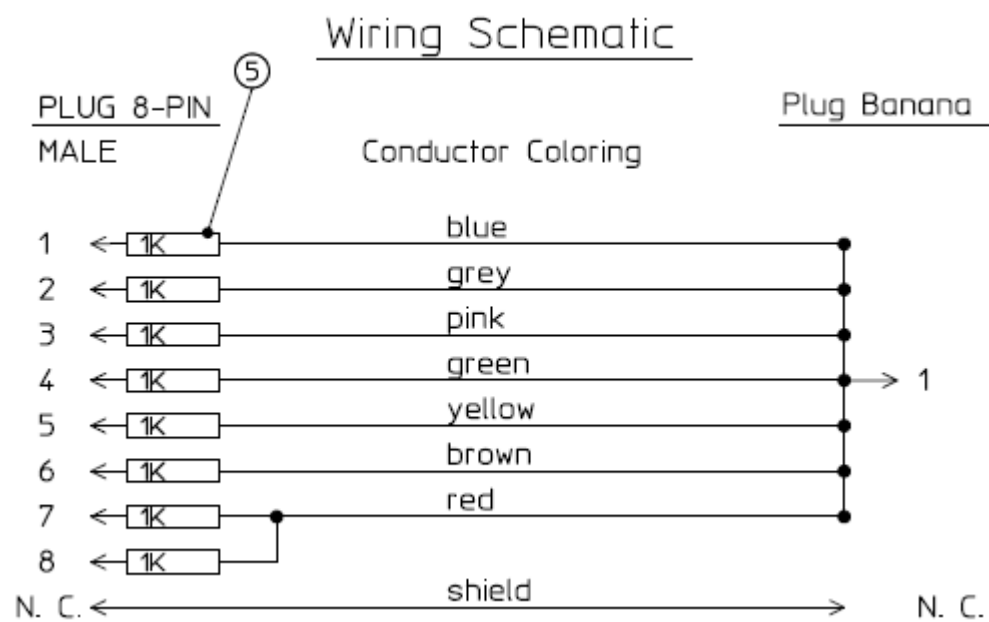 Wiring Schematic
5
PLUG 8-PIN
Plug Banana
MALE
Conductor Coloring
1 1K blue
2 1K grey
3 1K pink
4 1K green 1
5 1K yellow
6 1K brown
7 1K red
8 1K
N. C. shield N. C.